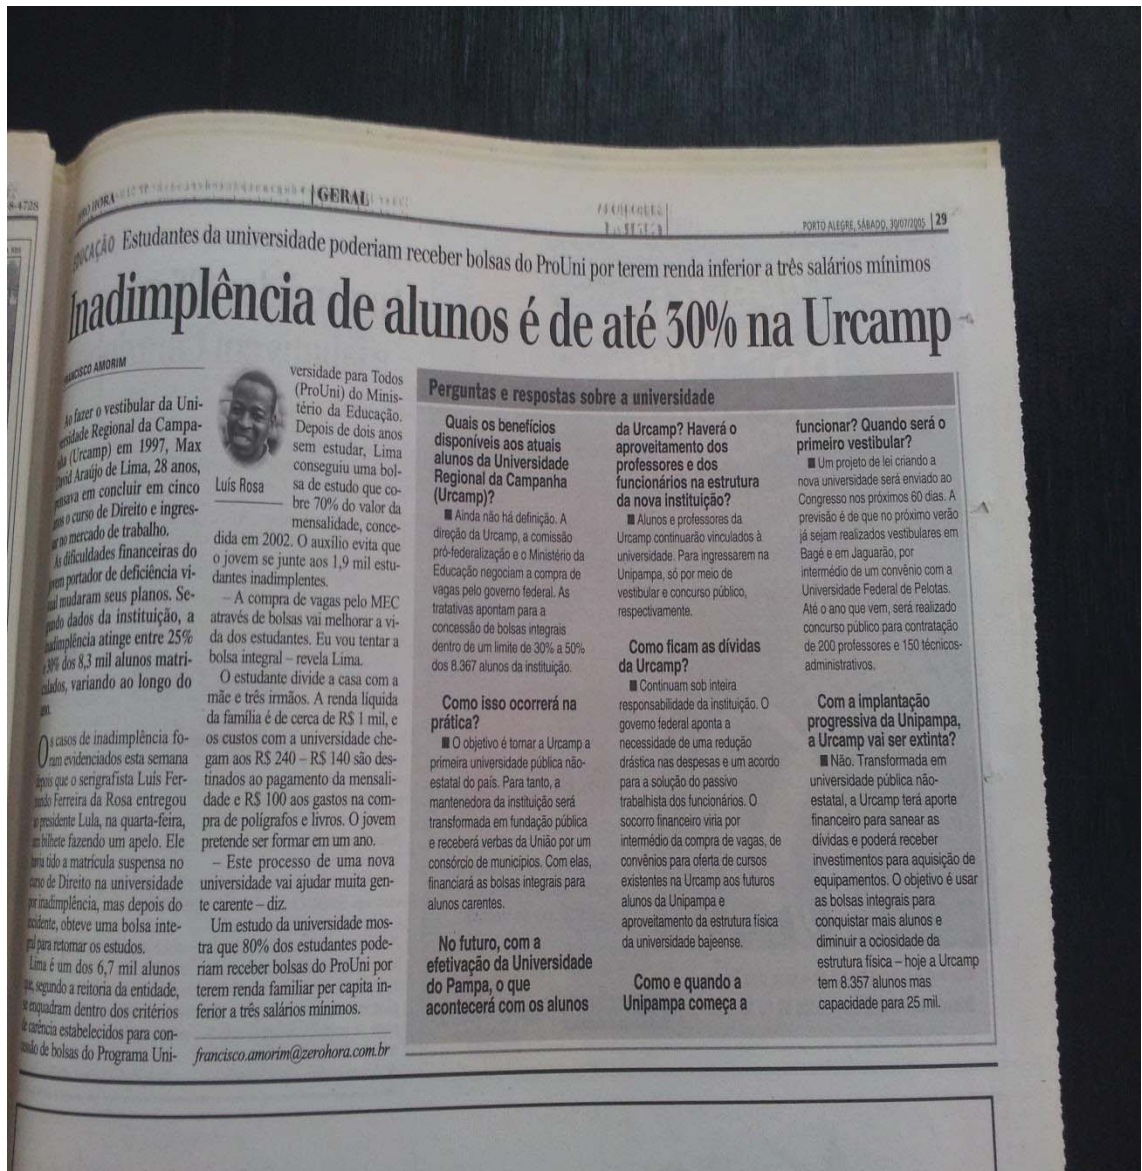 8-4728
HORA
GERAL
PORTO ALEGRE, SÁBADO, 30/07/2005 | 29
EDUCAÇÃO Estudantes da universidade poderiam receber bolsas do ProUni por terem renda inferior a três salários mínimos
Inadimplência de alunos é de até 30% na Urcamp
FRANCISCO AMORIM
Ao fazer o vestibular da Uni-
versidade Regional da Campa-
nha (Urcamp) em 1997, Max
David Araújo de Lima, 28 anos,
pensava em concluir em cinco
anos o curso de Direito e ingres-
sar no mercado de trabalho.
As dificuldades financeiras do
jovem portador de deficiência vi-
sual mudaram seus planos. Se-
gundo dados da instituição, a
inadimplência atinge entre 25%
e 30% dos 8,3 mil alunos matri-
culados, variando ao longo do
ano.
Os casos de inadimplência fo-
ram evidenciados esta semana
depois que o serigrafista Luís Fer-
nando Ferreira da Rosa entregou
ao presidente Lula, na quarta-feira,
um bilhete fazendo um apelo. Ele
havia tido a matrícula suspensa no
curso de Direito na universidade
por inadimplência, mas depois do
incidente, obteve uma bolsa inte-
gral para retomar os estudos.
Lima é um dos 6,7 mil alunos
que, segundo a reitoria da entidade,
se enquadram dentro dos critérios
de carência estabelecidos para con-
cessão de bolsas do Programa Uni-
Luís Rosa
versidade para Todos
(ProUni) do Minis-
tério da Educação.
Depois de dois anos
sem estudar, Lima
conseguiu uma bol-
sa de estudo que co-
bre 70% do valor da
mensalidade, conce-
dida em 2002. O auxílio evita que
o jovem se junte aos 1,9 mil estu-
dantes inadimplentes.
– A compra de vagas pelo MEC
através de bolsas vai melhorar a vi-
da dos estudantes. Eu vou tentar a
bolsa integral – revela Lima.
O estudante divide a casa com a
mãe e três irmãos. A renda líquida
da família é de cerca de R$ 1 mil, e
os custos com a universidade che-
gam aos R$ 240 – R$ 140 são des-
tinados ao pagamento da mensali-
dade e R$ 100 aos gastos na com-
pra de polígrafos e livros. O jovem
pretende ser formar em um ano.
– Este processo de uma nova
universidade vai ajudar muita gen-
te carente – diz.
Um estudo da universidade mos-
tra que 80% dos estudantes pode-
riam receber bolsas do ProUni por
terem renda familiar per capita in-
ferior a três salários mínimos.
francisco.amorim@zerohora.com.br
Perguntas e respostas sobre a universidade
Quais os benefícios
disponíveis aos atuais
alunos da Universidade
Regional da Campanha
(Urcamp)?
■ Ainda não há definição. A
direção da Urcamp, a comissão
pró-federalização e o Ministério da
Educação negociam a compra de
vagas pelo governo federal. As
tratativas apontam para a
concessão de bolsas integrais
dentro de um limite de 30% a 50%
dos 8.367 alunos da instituição.
Como isso ocorrerá na
prática?
■ O objetivo é tornar a Urcamp a
primeira universidade pública não-
estatal do país. Para tanto, a
mantenedora da instituição será
transformada em fundação pública
e receberá verbas da União por um
consórcio de municípios. Com elas,
financiará as bolsas integrais para
alunos carentes.
No futuro, com a
efetivação da Universidade
do Pampa, o que
acontecerá com os alunos
da Urcamp? Haverá o
aproveitamento dos
professores e dos
funcionários na estrutura
da nova instituição?
■ Alunos e professores da
Urcamp continuarão vinculados à
universidade. Para ingressarem na
Unipampa, só por meio de
vestibular e concurso público,
respectivamente.
Como ficam as dívidas
da Urcamp?
■ Continuam sob inteira
responsabilidade da instituição. O
governo federal aponta a
necessidade de uma redução
drástica nas despesas e um acordo
para a solução do passivo
trabalhista dos funcionários. O
socorro financeiro viria por
intermédio da compra de vagas, de
convênios para oferta de cursos
existentes na Urcamp aos futuros
alunos da Unipampa e
aproveitamento da estrutura física
da universidade bajeense.
Como e quando a
Unipampa começa a
funcionar? Quando será o
primeiro vestibular?
■ Um projeto de lei criando a
nova universidade será enviado ao
Congresso nos próximos 60 dias. A
previsão é de que no próximo verão
já sejam realizados vestibulares em
Bagé e em Jaguarão, por
intermédio de um convênio com a
Universidade Federal de Pelotas.
Até o ano que vem, será realizado
concurso público para contratação
de 200 professores e 150 técnicos-
administrativos.
Com a implantação
progressiva da Unipampa,
a Urcamp vai ser extinta?
■ Não. Transformada em
universidade pública não-
estatal, a Urcamp terá aporte
financeiro para sanear as
dívidas e poderá receber
investimentos para aquisição de
equipamentos. O objetivo é usar
as bolsas integrais para
conquistar mais alunos e
diminuir a ociosidade da
estrutura física – hoje a Urcamp
tem 8.357 alunos mas
capacidade para 25 mil.